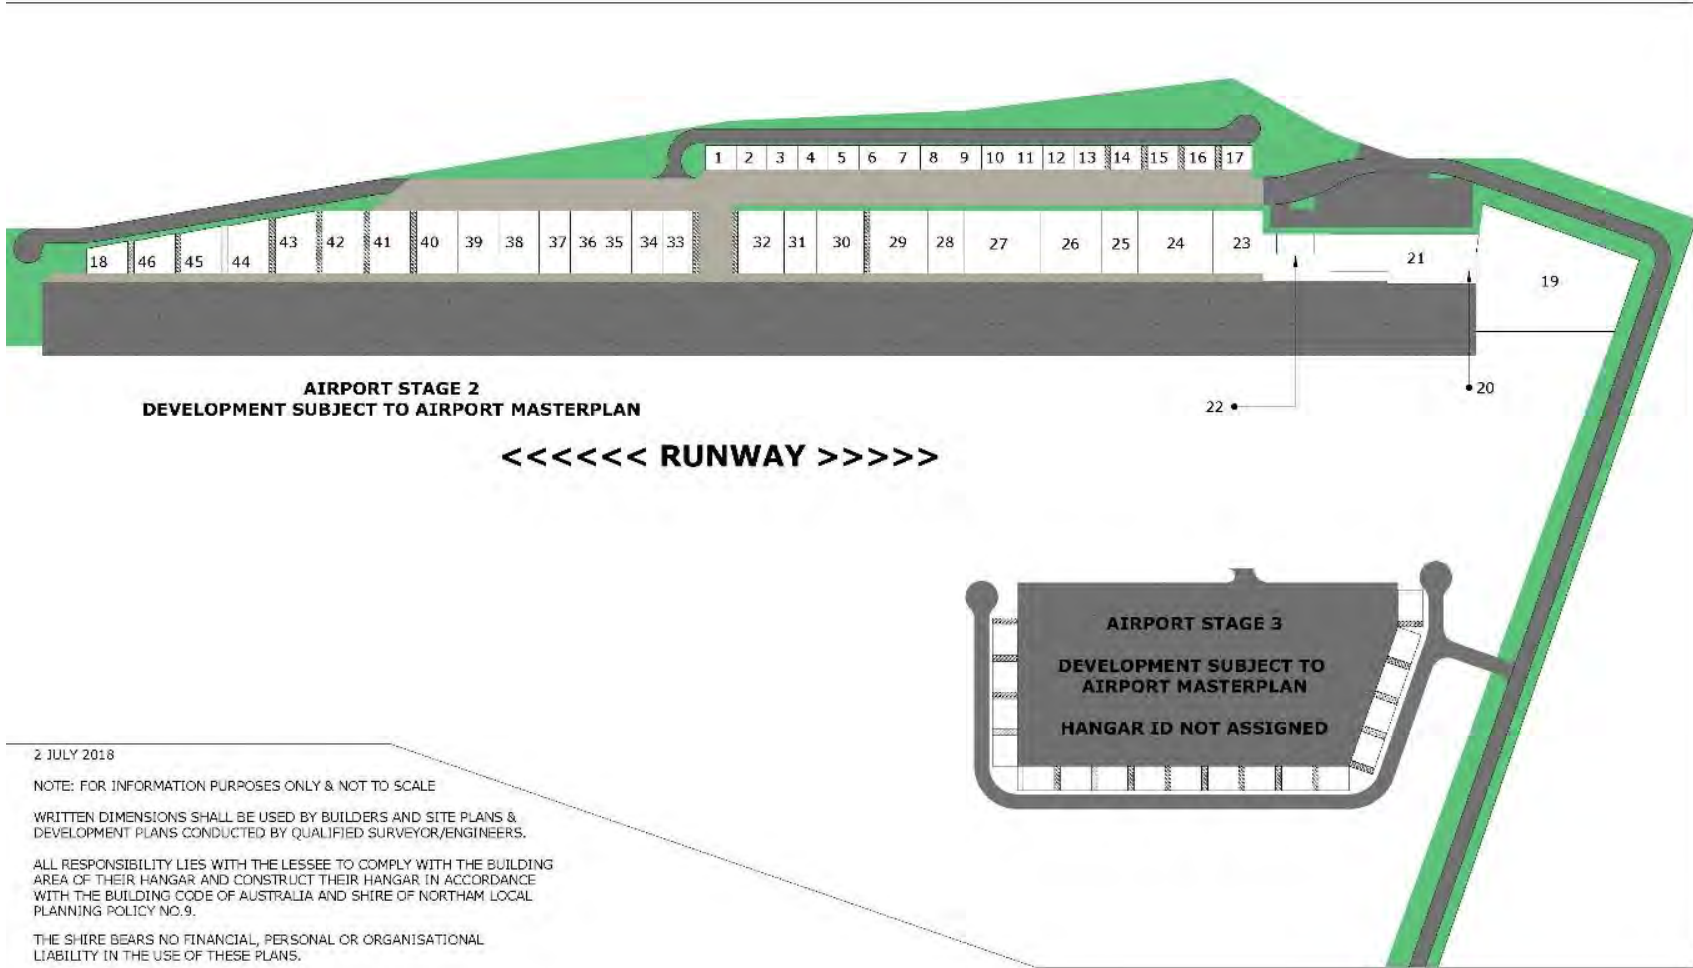 1 2 3 4 5 6 7 8 9 10 11 12 13 14 15 16 17
18 46 45 44 43 42 41 40 39 38 37 36 35 34 33 32 31 30 29 28 27 26 25 24 23 21
19
20
22
AIRPORT STAGE 2
DEVELOPMENT SUBJECT TO AIRPORT MASTERPLAN
<<<<<< RUNWAY >>>>>
AIRPORT STAGE 3
DEVELOPMENT SUBJECT TO
AIRPORT MASTERPLAN
HANGAR ID NOT ASSIGNED
2 JULY 2018
NOTE: FOR INFORMATION PURPOSES ONLY & NOT TO SCALE
WRITTEN DIMENSIONS SHALL BE USED BY BUILDERS AND SITE PLANS &
DEVELOPMENT PLANS CONDUCTED BY QUALIFIED SURVEYOR/ENGINEERS.
ALL RESPONSIBILITY LIES WITH THE LESSEE TO COMPLY WITH THE BUILDING
AREA OF THEIR HANGAR AND CONSTRUCT THEIR HANGAR IN ACCORDANCE
WITH THE BUILDING CODE OF AUSTRALIA AND SHIRE OF NORTHAM LOCAL
PLANNING POLICY NO.9.
THE SHIRE BEARS NO FINANCIAL, PERSONAL OR ORGANISATIONAL
LIABILITY IN THE USE OF THESE PLANS.